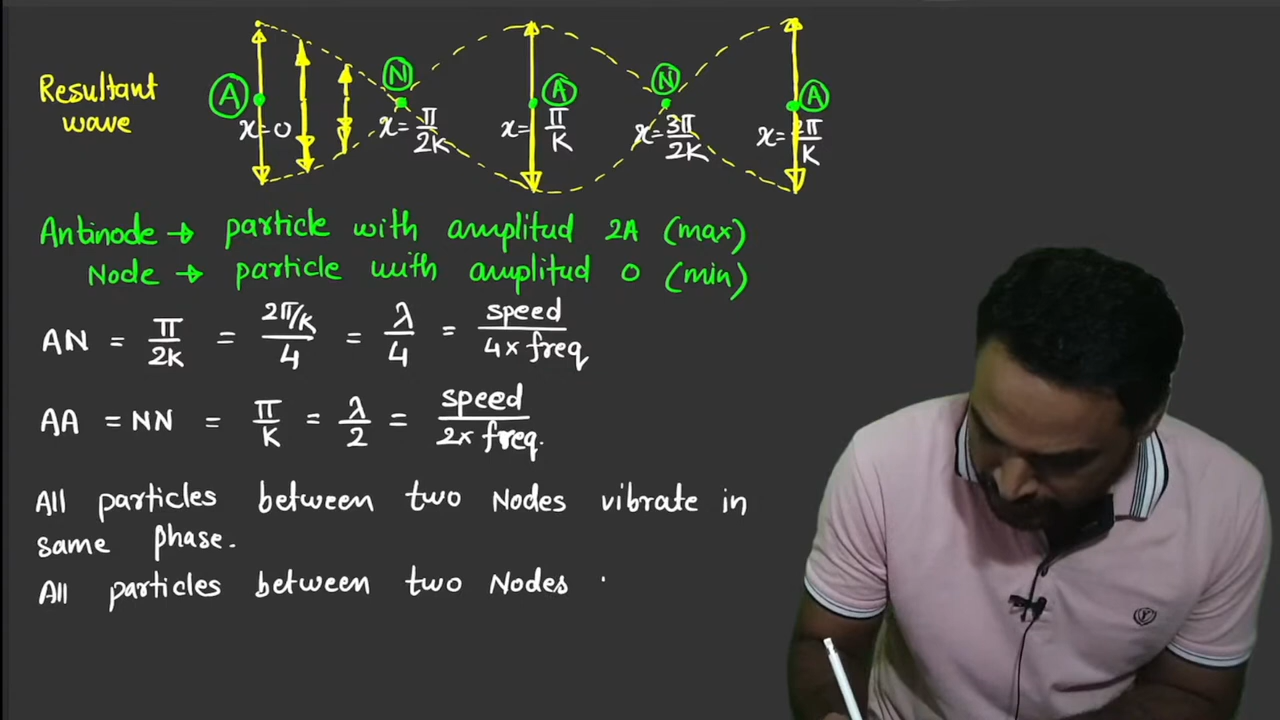 Resultant wave
A N A N A
x=0 x=π/2K x=π/K x=3π/2K x=2π/K
Antinode → particle with amplitud 2A (max)
Node → particle with amplitud 0 (min)
AN = π/2K = 2π/K/4 = λ/4 = speed/4× freq
AA = NN = π/K = λ/2 = speed/2× freq.
All particles between two Nodes vibrate in
same phase.
All particles between two Nodes